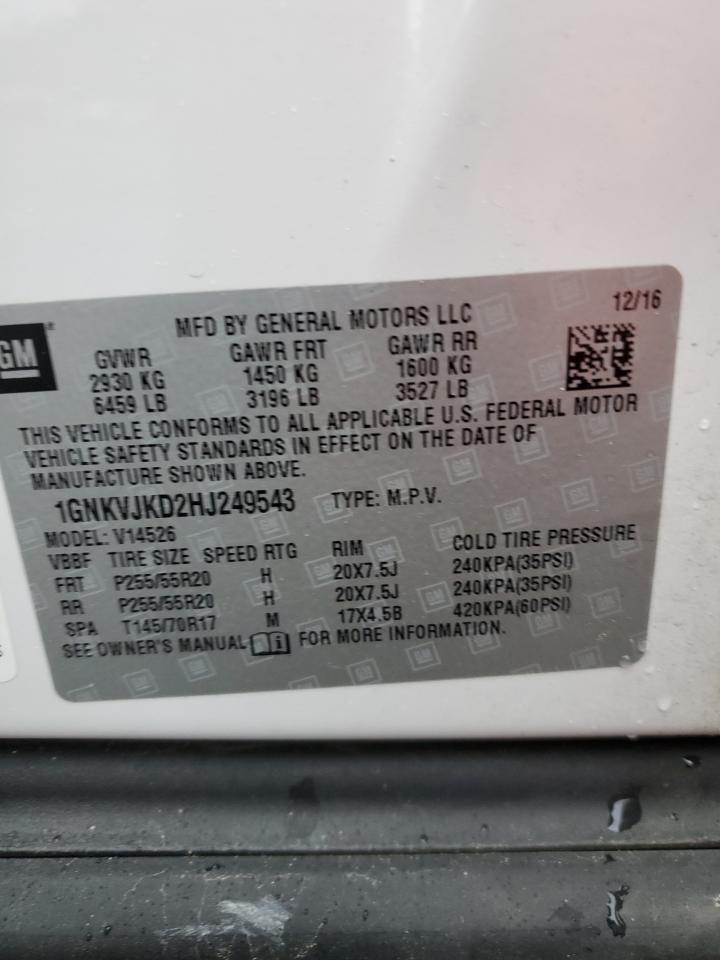 GM
MFD BY GENERAL MOTORS LLC
12/16
GVWR GAWR FRT GAWR RR
2930 KG 1450 KG 1600 KG
6459 LB 3196 LB 3527 LB
THIS VEHICLE CONFORMS TO ALL APPLICABLE U.S. FEDERAL MOTOR
VEHICLE SAFETY STANDARDS IN EFFECT ON THE DATE OF
MANUFACTURE SHOWN ABOVE.
1GNKVJKD2HJ249543 TYPE: M.P.V.
MODEL: V14526
VBBF TIRE SIZE SPEED RTG RIM COLD TIRE PRESSURE
FRT P255/55R20 H 20X7.5J 240KPA(35PSI)
RR P255/55R20 H 20X7.5J 240KPA(35PSI)
SPA T145/70R17 M 17X4.5B 420KPA(60PSI)
SEE OWNER'S MANUAL i FOR MORE INFORMATION.